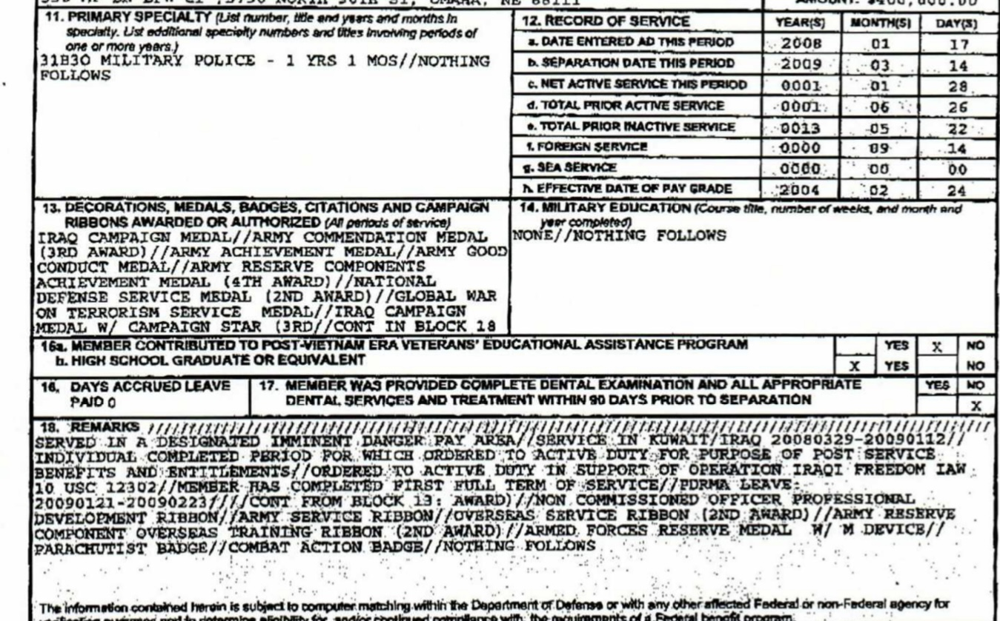 11. PRIMARY SPECIALTY (List number, title and years and months in
specialty. List additional specialty numbers and titles involving periods of
one or more years.)
31B30 MILITARY POLICE - 1 YRS 1 MOS//NOTHING
FOLLOWS
12. RECORD OF SERVICE YEAR(S) MONTH(S) DAY(S)
a. DATE ENTERED AD THIS PERIOD 2008 01 17
b. SEPARATION DATE THIS PERIOD 2009 03 14
c. NET ACTIVE SERVICE THIS PERIOD 0001 01 28
d. TOTAL PRIOR ACTIVE SERVICE 0001 06 26
e. TOTAL PRIOR INACTIVE SERVICE 0013 05 22
f. FOREIGN SERVICE 0000 09 14
g. SEA SERVICE 0000 00 00
h. EFFECTIVE DATE OF PAY GRADE 2004 02 24
13. DECORATIONS, MEDALS, BADGES, CITATIONS AND CAMPAIGN
RIBBONS AWARDED OR AUTHORIZED (All periods of service)
IRAQ CAMPAIGN MEDAL//ARMY COMMENDATION MEDAL
(3RD AWARD)//ARMY ACHIEVEMENT MEDAL//ARMY GOOD
CONDUCT MEDAL//ARMY RESERVE COMPONENTS
ACHIEVEMENT MEDAL (4TH AWARD)//NATIONAL
DEFENSE SERVICE MEDAL (2ND AWARD)//GLOBAL WAR
ON TERRORISM SERVICE MEDAL//IRAQ CAMPAIGN
MEDAL W/ CAMPAIGN STAR (3RD//CONT IN BLOCK 18
14. MILITARY EDUCATION (Course title, number of weeks, and month and
year completed)
NONE//NOTHING FOLLOWS
15a. MEMBER CONTRIBUTED TO POST-VIETNAM ERA VETERANS' EDUCATIONAL ASSISTANCE PROGRAM YES X NO
b. HIGH SCHOOL GRADUATE OR EQUIVALENT X YES NO
16. DAYS ACCRUED LEAVE
PAID 0
17. MEMBER WAS PROVIDED COMPLETE DENTAL EXAMINATION AND ALL APPROPRIATE YES NO
DENTAL SERVICES AND TREATMENT WITHIN 90 DAYS PRIOR TO SEPARATION X
18. REMARKS
SERVED IN A DESIGNATED IMMINENT DANGER PAY AREA//SERVICE IN KUWAIT/IRAQ 20080329-20090112//
INDIVIDUAL COMPLETED PERIOD FOR WHICH ORDERED TO ACTIVE DUTY FOR PURPOSE OF POST SERVICE
BENEFITS AND ENTITLEMENTS//ORDERED TO ACTIVE DUTY IN SUPPORT OF OPERATION IRAQI FREEDOM IAW
10 USC 12302//MEMBER HAS COMPLETED FIRST FULL TERM OF SERVICE//PDRMA LEAVE:
20090121-20090223////CONT FROM BLOCK 13: AWARD)//NON COMMISSIONED OFFICER PROFESSIONAL
DEVELOPMENT RIBBON//ARMY SERVICE RIBBON//OVERSEAS SERVICE RIBBON (2ND AWARD)//ARMY RESERVE
COMPONENT OVERSEAS TRAINING RIBBON (2ND AWARD)//ARMED FORCES RESERVE MEDAL W/ M DEVICE//
PARACHUTIST BADGE//COMBAT ACTION BADGE//NOTHING FOLLOWS
The information contained herein is subject to computer matching within the Department of Defense or with any other affected Federal or non-Federal agency for
and to determine eligibility for, and/or continued compliance with, the requirements of a Federal benefit program.